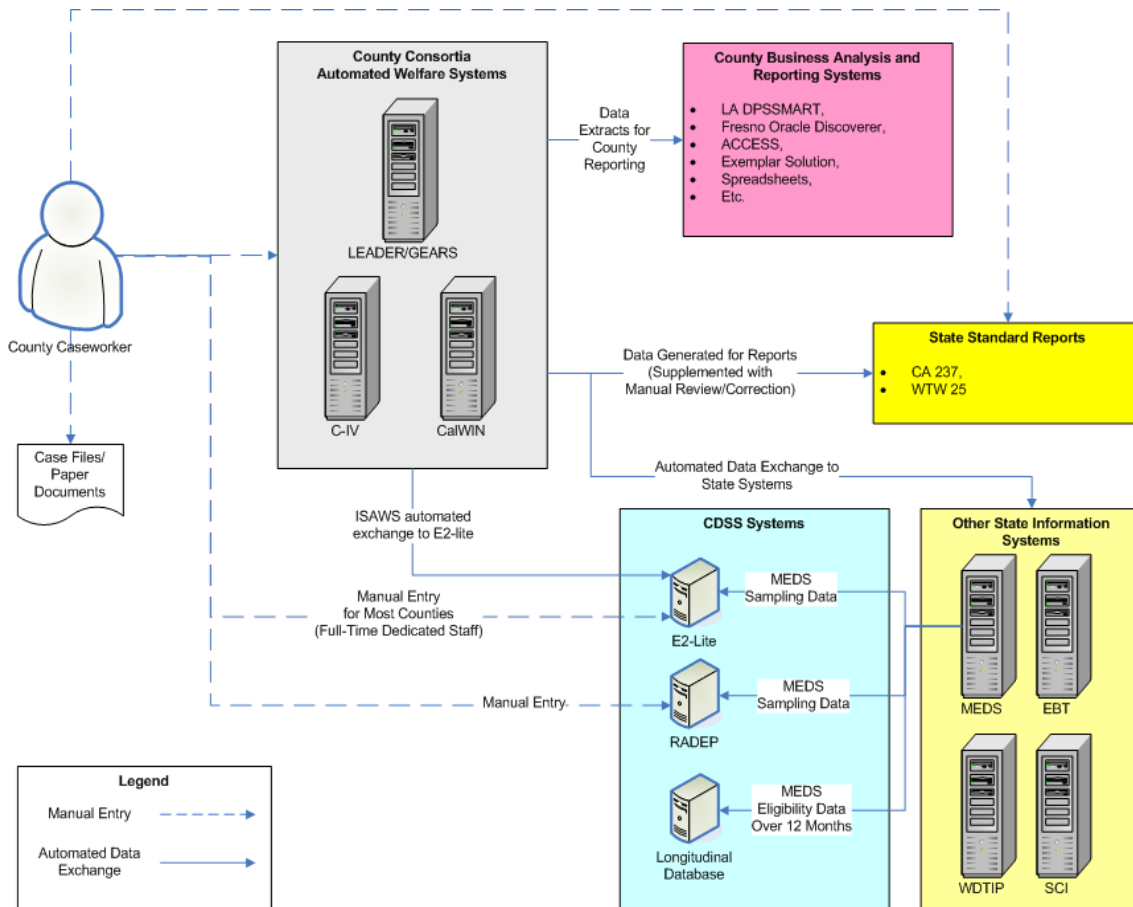 County Consortia
Automated Welfare Systems
LEADER/GEARS
C-IV
CalWIN
Data
Extracts for
County
Reporting
County Business Analysis and
Reporting Systems
• LA DPSSMART,
• Fresno Oracle Discoverer,
• ACCESS,
• Exemplar Solution,
• Spreadsheets,
• Etc.
County Caseworker
Case Files/
Paper
Documents
Data Generated for Reports
(Supplemented with
Manual Review/Correction)
State Standard Reports
• CA 237,
• WTW 25
Automated Data Exchange to
State Systems
ISAWS automated
exchange to E2-lite
Manual Entry
for Most Counties
(Full-Time Dedicated Staff)
Manual Entry
CDSS Systems
E2-Lite
RADEP
Longitudinal
Database
MEDS
Sampling Data
MEDS
Sampling Data
MEDS
Eligibility Data
Over 12 Months
Other State Information
Systems
MEDS
EBT
WDTIP
SCI
Legend
Manual Entry
Automated Data
Exchange